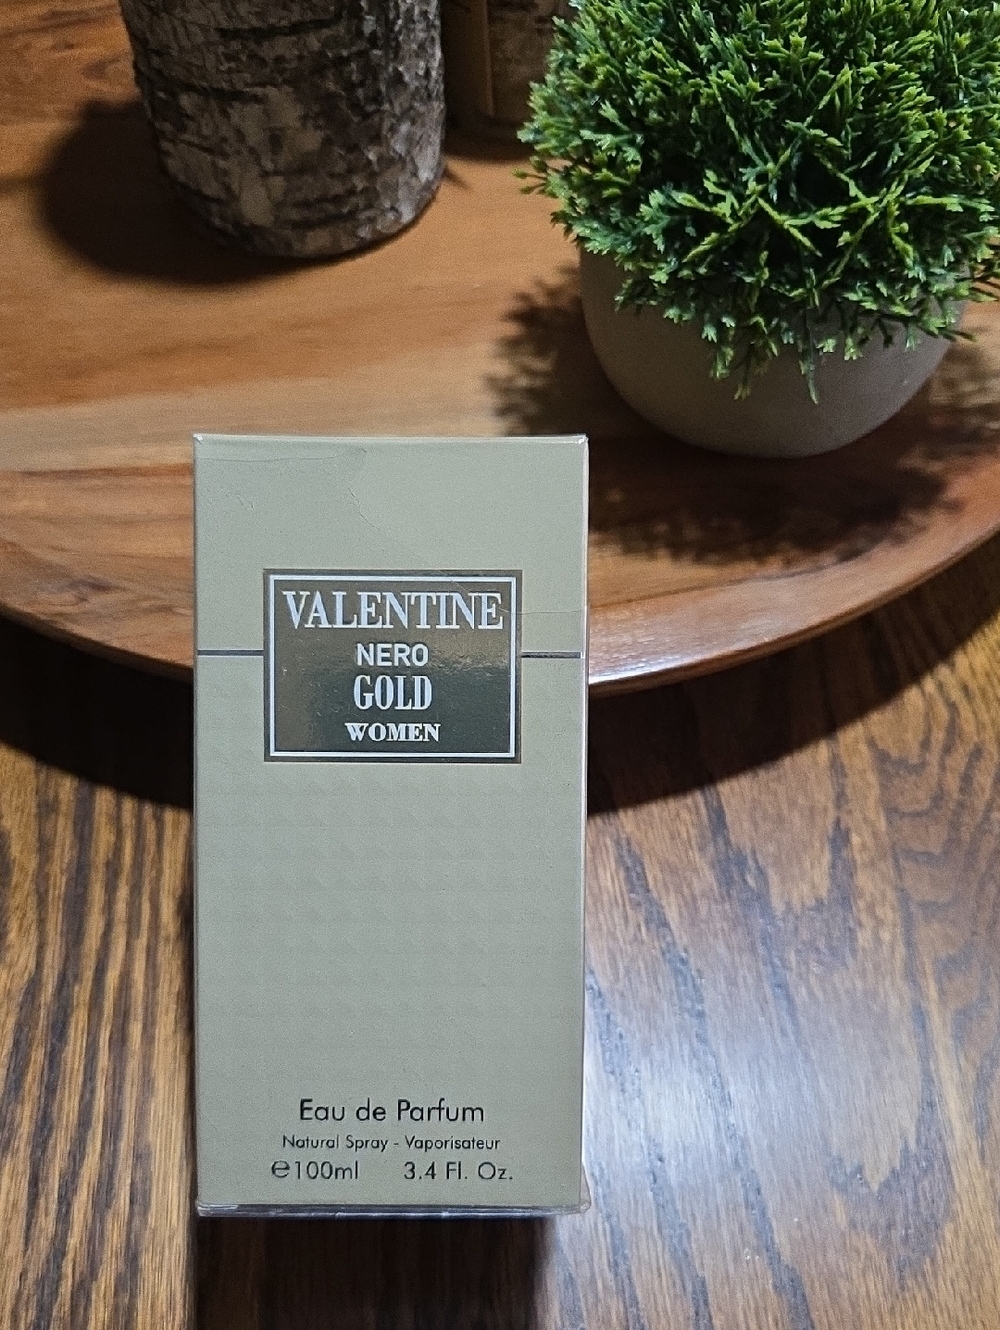 VALENTINE
NERO
GOLD
WOMEN
Eau de Parfum
Natural Spray - Vaporisateur
℮100ml 3.4 Fl. Oz.